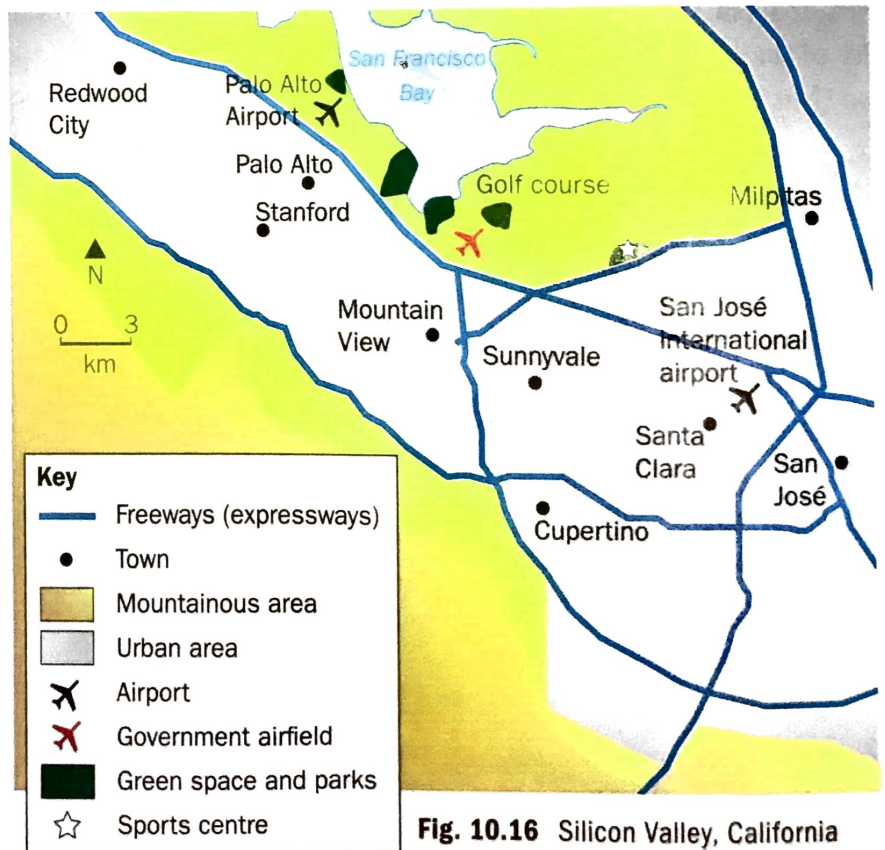 San Francisco
Bay
Redwood
City
Palo Alto
Airport
Palo Alto
Stanford
Golf course
Milpitas
N
0 3
km
Mountain
View
Sunnyvale
San José
International
airport
Santa
Clara
San
José
Cupertino
Key
Freeways (expressways)
Town
Mountainous area
Urban area
Airport
Government airfield
Green space and parks
Sports centre
Fig. 10.16 Silicon Valley, California